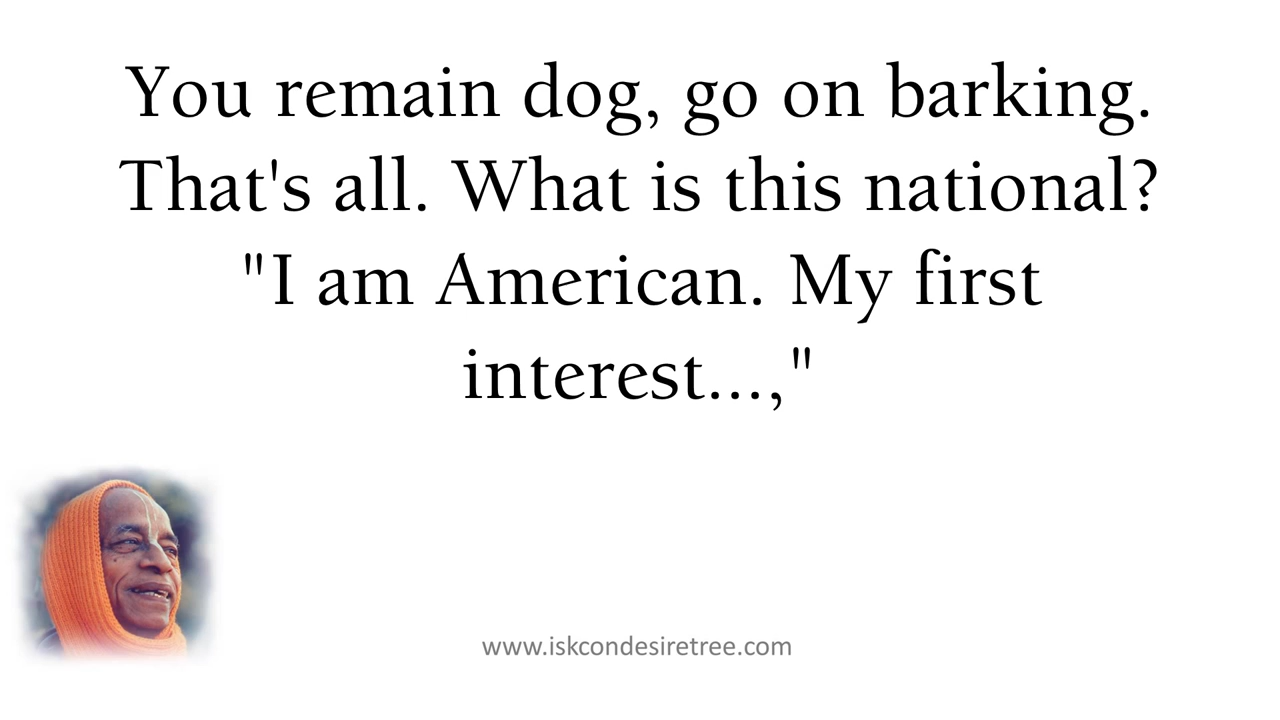 You remain dog, go on barking.
That's all. What is this national?
"I am American. My first
interest...,"
www.iskcondesiretree.com